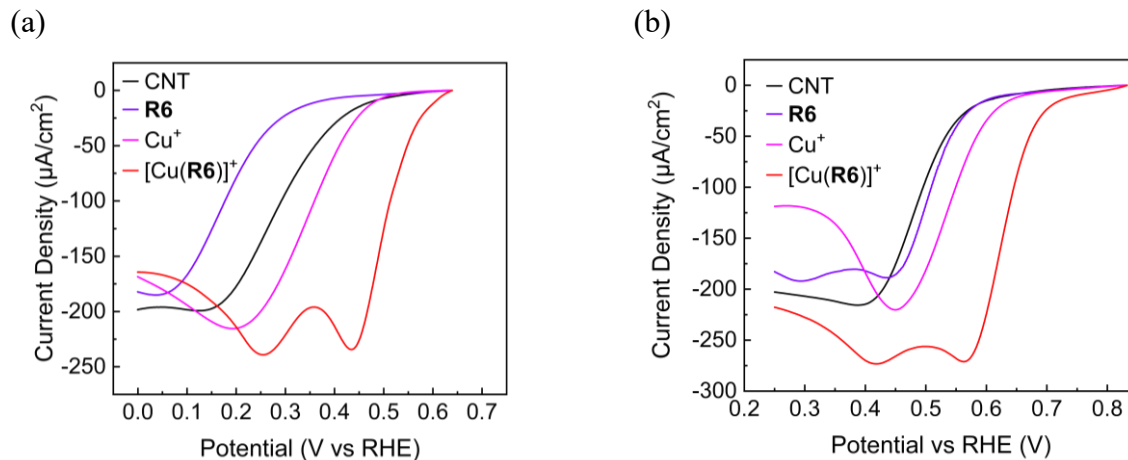 (a)
CNT
R6
Cu⁺
[Cu(R6)]⁺
0
-50
-100
-150
-200
-250
Current Density (μA/cm²)
0.0 0.1 0.2 0.3 0.4 0.5 0.6 0.7
Potential (V vs RHE)
(b)
CNT
R6
Cu⁺
[Cu(R6)]⁺
0
-50
-100
-150
-200
-250
-300
Current Density (μA/cm²)
0.2 0.3 0.4 0.5 0.6 0.7 0.8
Potential vs RHE (V)